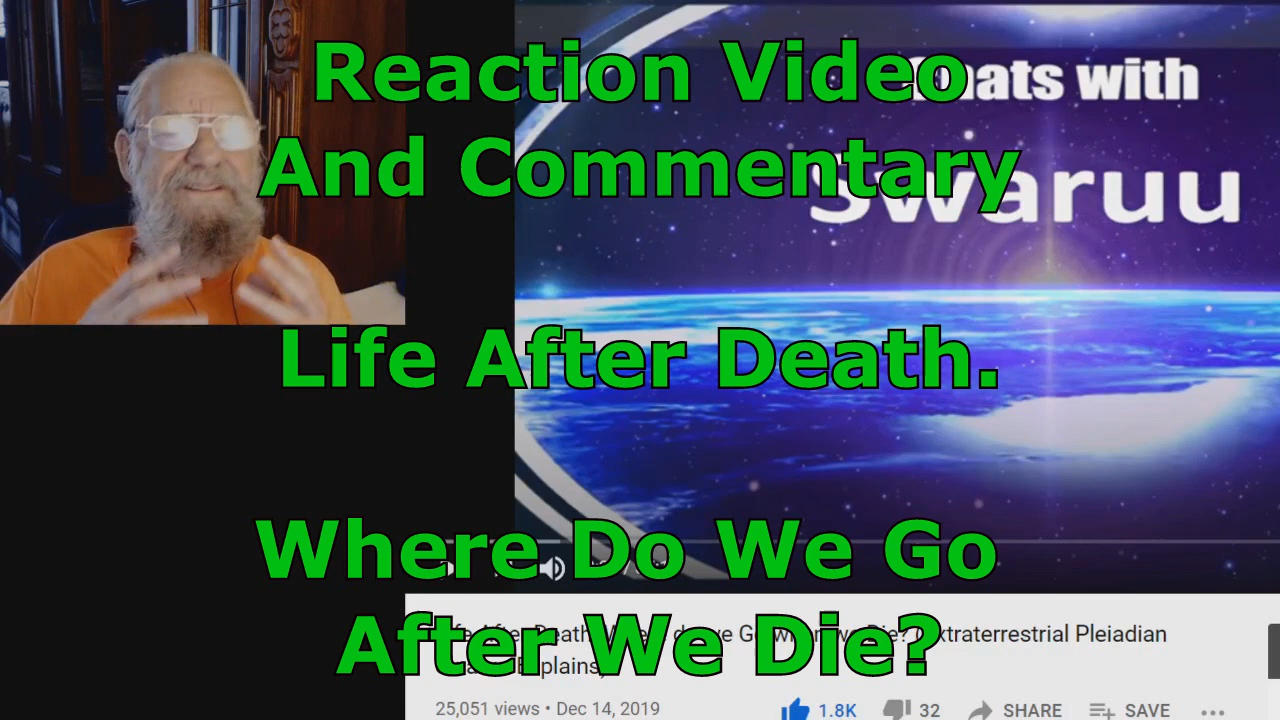 Reaction Video
And Commentary
Life After Death.
Where Do We Go
After We Die?
Chats with
Swaruu
Extraterrestrial Pleiadian
25,051 views • Dec 14, 2019
1.8K 32 SHARE SAVE